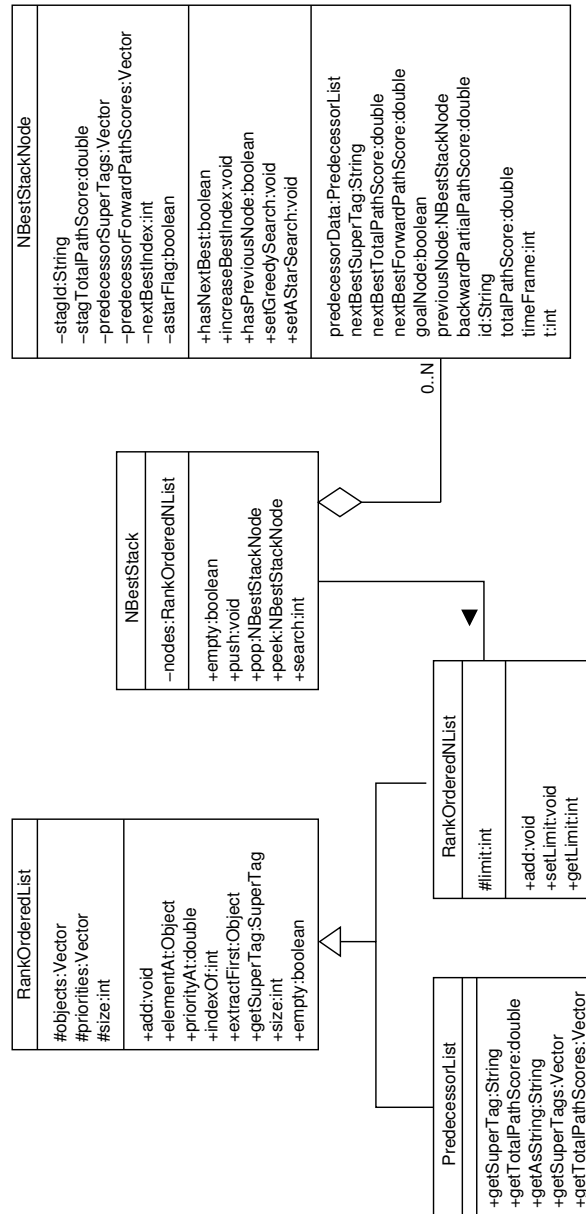 RankOrderedList
#objects:Vector
#priorities:Vector
#size:int
+add:void
+elementAt:Object
+priorityAt:double
+indexOf:int
+extractFirst:Object
+getSuperTag:SuperTag
+size:int
+empty:boolean
NBestStack
−nodes:RankOrderedNList
+empty:boolean
+push:void
+pop:NBestStackNode
+peek:NBestStackNode
+search:int
NBestStackNode
−stagId:String
−stagTotalPathScore:double
−predecessorSuperTags:Vector
−predecessorForwardPathScores:Vector
−nextBestIndex:int
−astarFlag:boolean
+hasNextBest:boolean
+increaseBestIndex:void
+hasPreviousNode:boolean
+setGreedySearch:void
+setAStarSearch:void
predecessorData:PredecessorList
nextBestSuperTag:String
nextBestTotalPathScore:double
nextBestForwardPathScore:double
goalNode:boolean
previousNode:NBestStackNode
backwardPartialPathScore:double
id:String
totalPathScore:double
timeFrame:int
t:int
0..N
PredecessorList
+getSuperTag:String
+getTotalPathScore:double
+getAsString:String
+getSuperTags:Vector
+getTotalPathScores:Vector
RankOrderedNList
#limit:int
+add:void
+setLimit:void
+getLimit:int